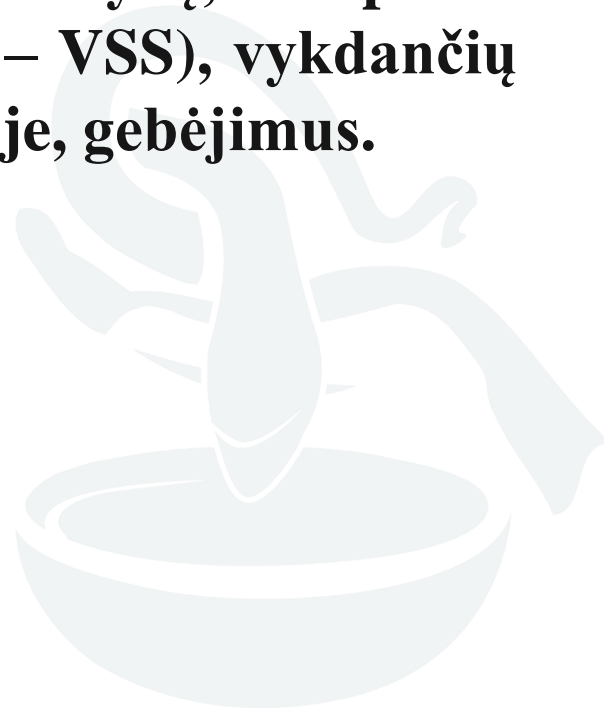 – VSS), vykdančių
je, gebėjimus.